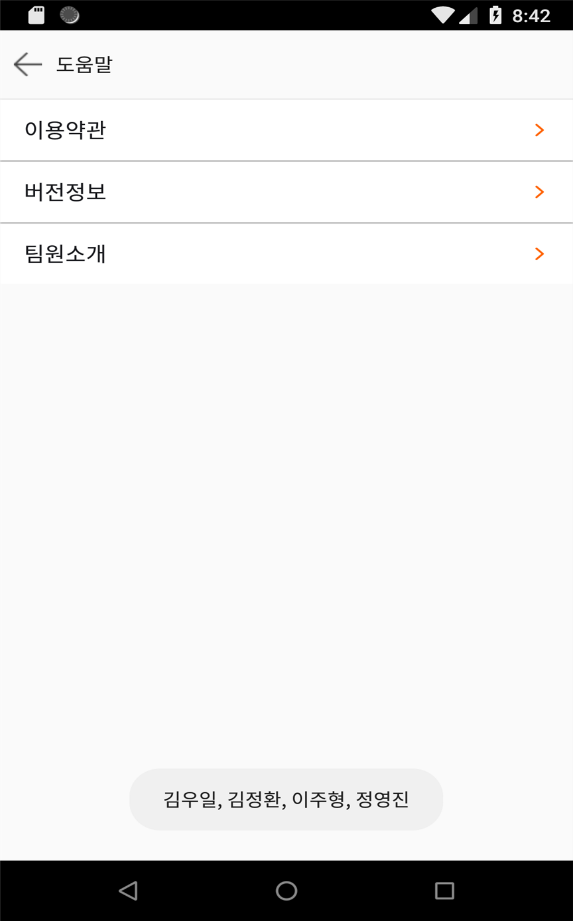 8:42
도움말
이용약관
버전정보
팀원소개
김우일, 김정환, 이주형, 정영진